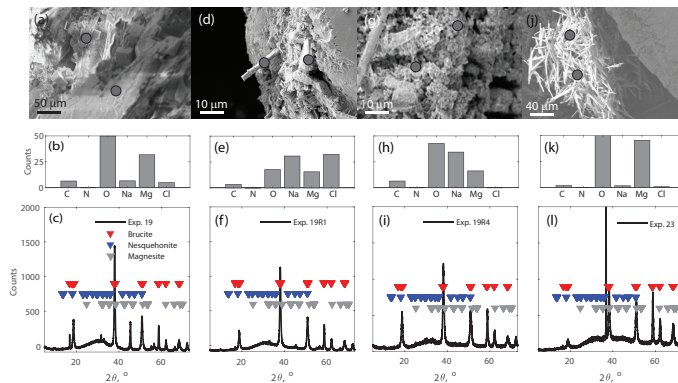 (a)
50 µm
(d)
10 µm
(g)
10 µm
(j)
40 µm
Counts
50
25
0
(b)
C N O Na Mg Cl
(e)
C N O Na Mg Cl
(h)
C N O Na Mg Cl
(k)
C N O Na Mg Cl
Counts
2000
1500
1000
500
0
(c)
Exp. 19
Brucite
Nesquehonite
Magnesite
20 40 60
2θ, °
(f)
Exp. 19R1
20 40 60
2θ, °
(i)
Exp. 19R4
20 40 60
2θ, °
(l)
Exp. 23
20 40 60
2θ, °